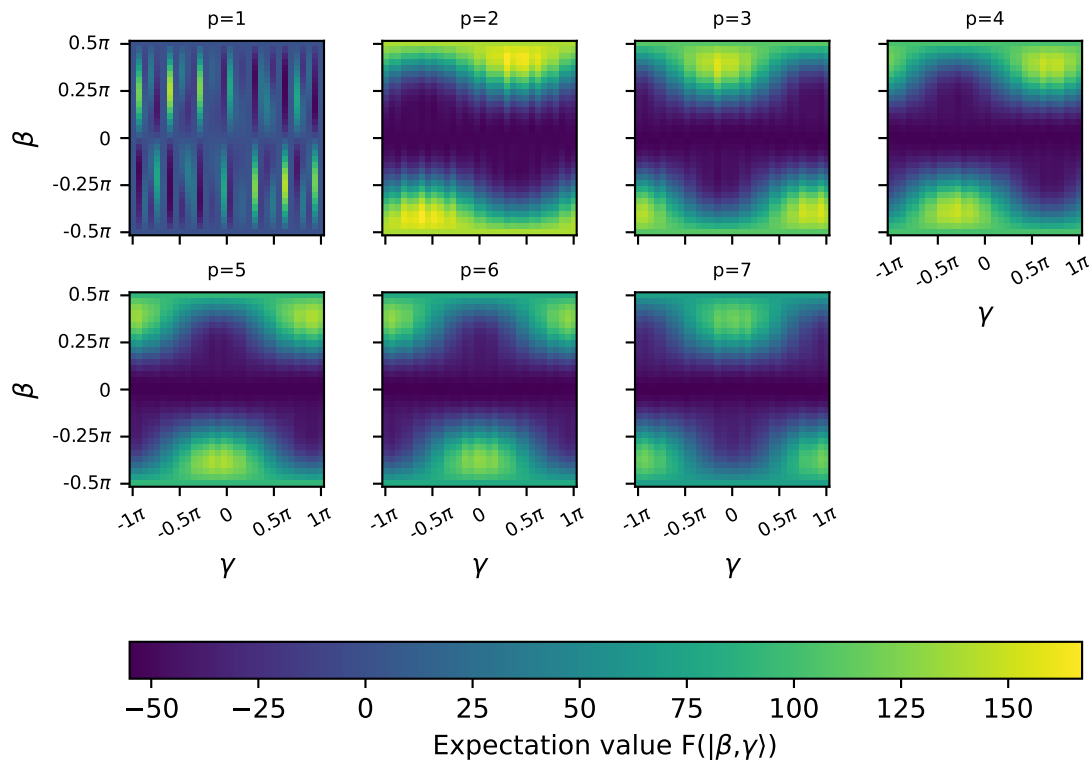 p=1 p=2 p=3 p=4
0.5π
0.25π
0
-0.25π
-0.5π
β
-1π -0.5π 0 0.5π 1π
γ
p=5 p=6 p=7
0.5π
0.25π
0
-0.25π
-0.5π
β
-1π -0.5π 0 0.5π 1π -1π -0.5π 0 0.5π 1π -1π -0.5π 0 0.5π 1π
γ γ γ
−50 −25 0 25 50 75 100 125 150
Expectation value F(|β,γ⟩)